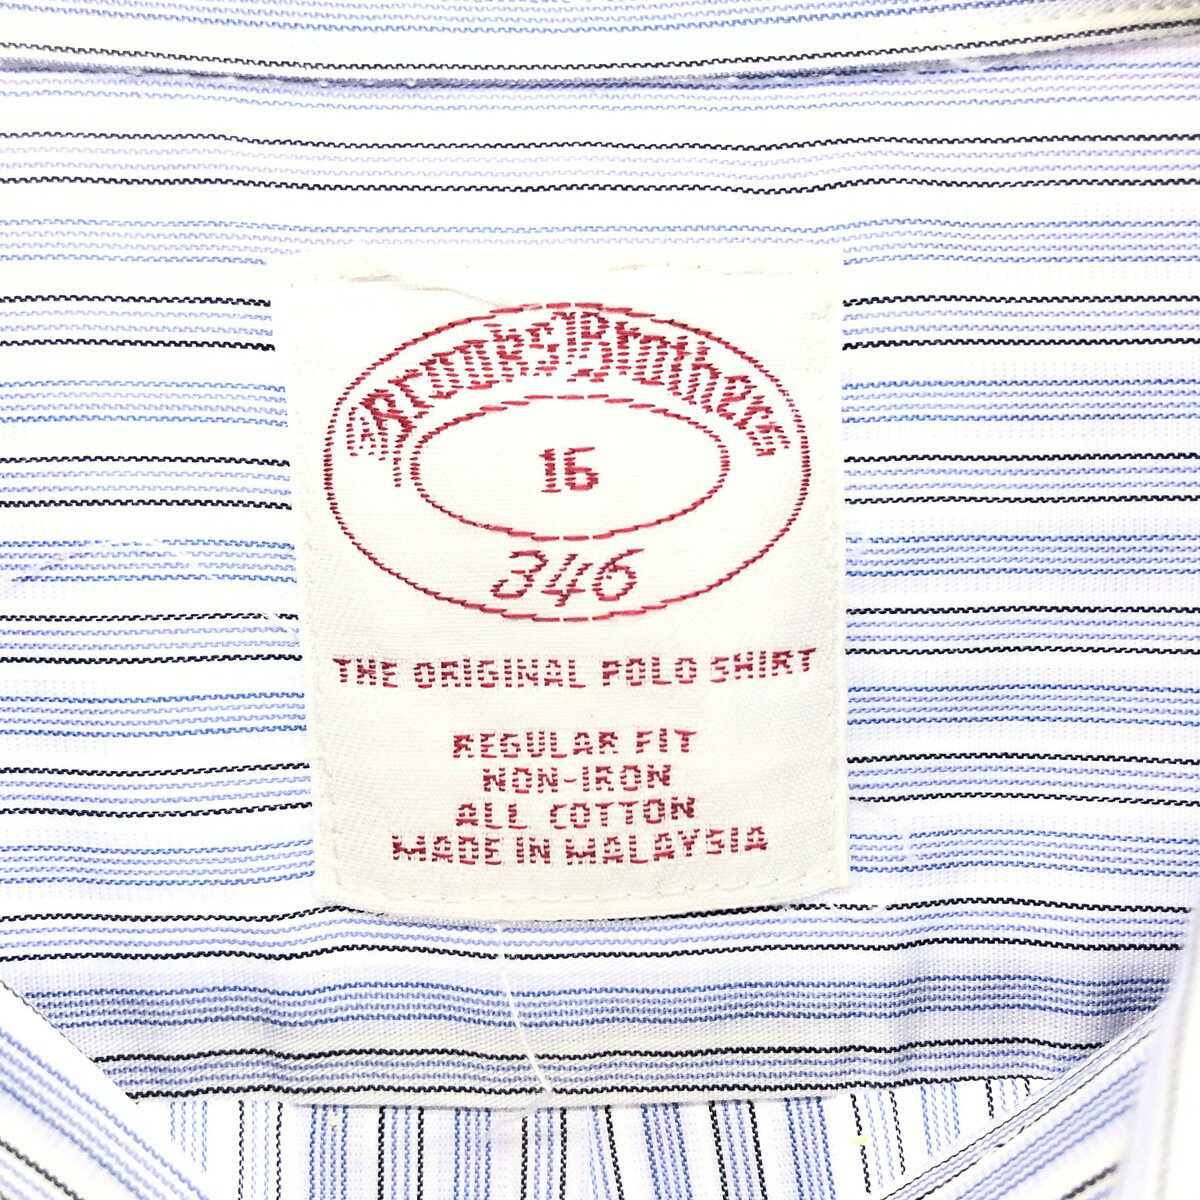 Brooks Brothers
15
346
THE ORIGINAL POLO SHIRT
REGULAR FIT
NON-IRON
ALL COTTON
MADE IN MALAYSIA